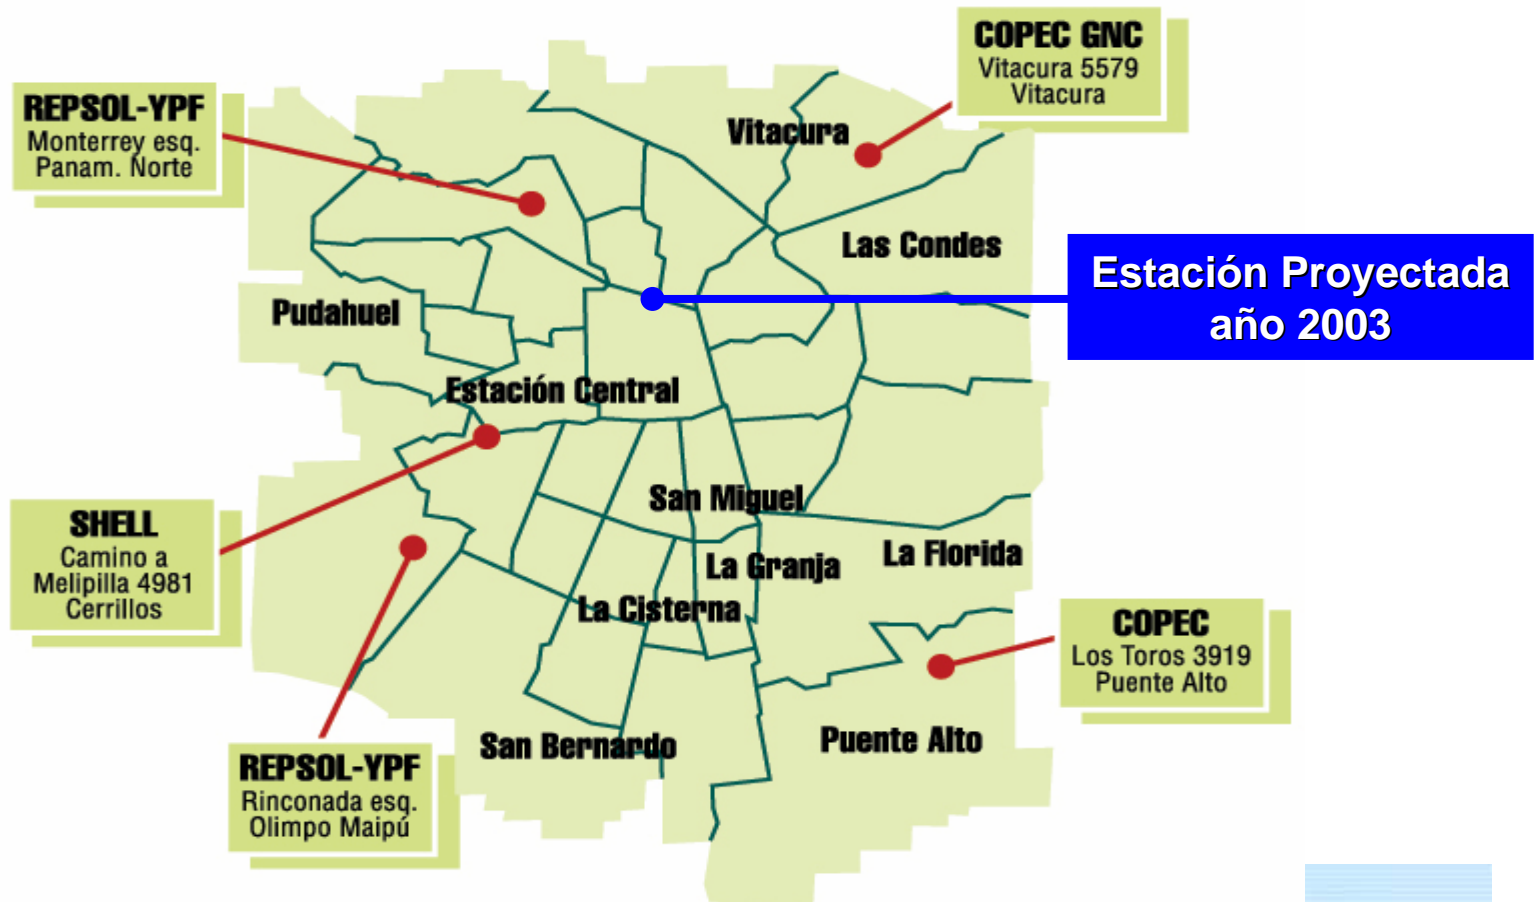 COPEC GNC
Vitacura 5579
Vitacura
REPSOL-YPF
Monterrey esq.
Panam. Norte
Vitacura
Las Condes
Estación Proyectada
año 2003
Pudahuel
Estación Central
San Miguel
SHELL
Camino a
Melipilla 4981
Cerrillos
La Granja
La Florida
La Cisterna
COPEC
Los Toros 3919
Puente Alto
San Bernardo
Puente Alto
REPSOL-YPF
Rinconada esq.
Olimpo Maipú